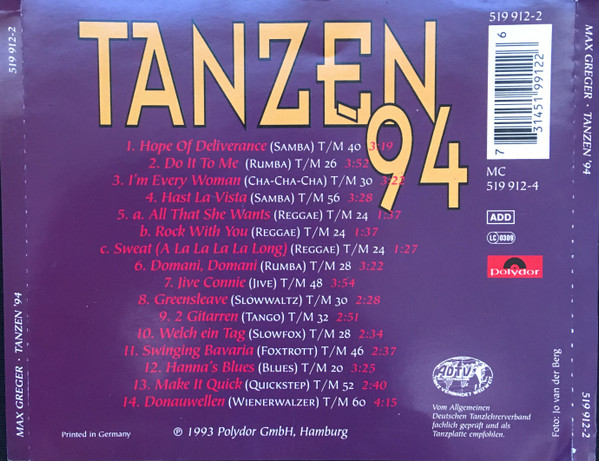 519 912-2
MAX GREGER · TANZEN '94
TANZEN '94
1. Hope Of Deliverance (SAMBA) T/M 40 3:19
2. Do It To Me (RUMBA) T/M 26 3:52
3. I'm Every Woman (CHA-CHA-CHA) T/M 30 3:22
4. Hast La Vista (SAMBA) T/M 56 3:28
5. a. All That She Wants (REGGAE) T/M 24 1:37
b. Rock With You (REGGAE) T/M 24 1:37
c. Sweat (A La La La La Long) (REGGAE) T/M 24 1:27
6. Domani, Domani (RUMBA) T/M 28 3:22
7. Jive Connie (JIVE) T/M 48 3:54
8. Greensleave (SLOWWALTZ) T/M 30 2:28
9. 2 Gitarren (TANGO) T/M 32 2:51
10. Welch ein Tag (SLOWFOX) T/M 28 2:34
11. Swinging Bavaria (FOXTROTT) T/M 46 2:37
12. Hanna's Blues (BLUES) T/M 20 3:25
13. Make It Quick (QUICKSTEP) T/M 52 2:40
14. Donauwellen (WIENERWALZER) T/M 60 4:15
Printed in Germany
℗ 1993 Polydor GmbH, Hamburg
519 912-2
7 31451 99122 6
MC
519 912-4
ADD
LC 0309
polydor
ADTV
Vom Allgemeinen
Deutschen Tanzlehrerverband
fachlich geprüft und als
Tanzplatte empfohlen.
Foto: Jo van der Berg
MAX GREGER · TANZEN '94
519 912-2